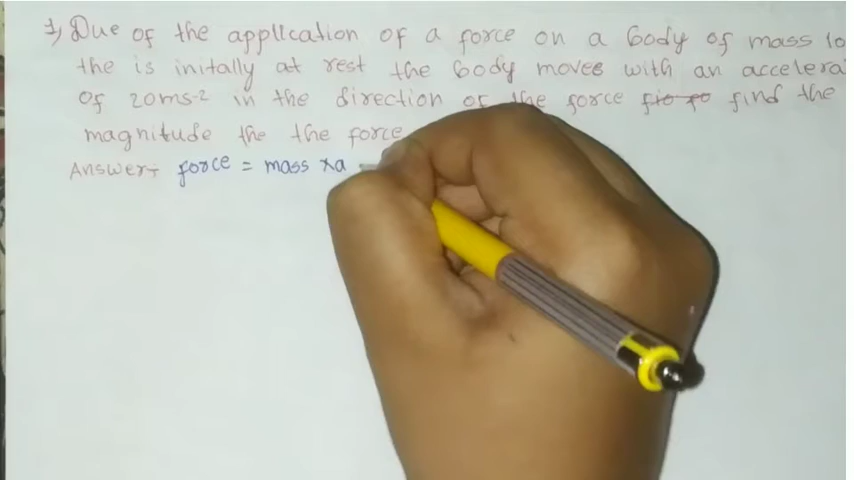 1, Due of the application of a force on a body of mass 10
the is initally at rest the body moves with an accelera
of 20ms-2 in the direction of the force find the
magnitude the the force
Answer:- force = mass xa